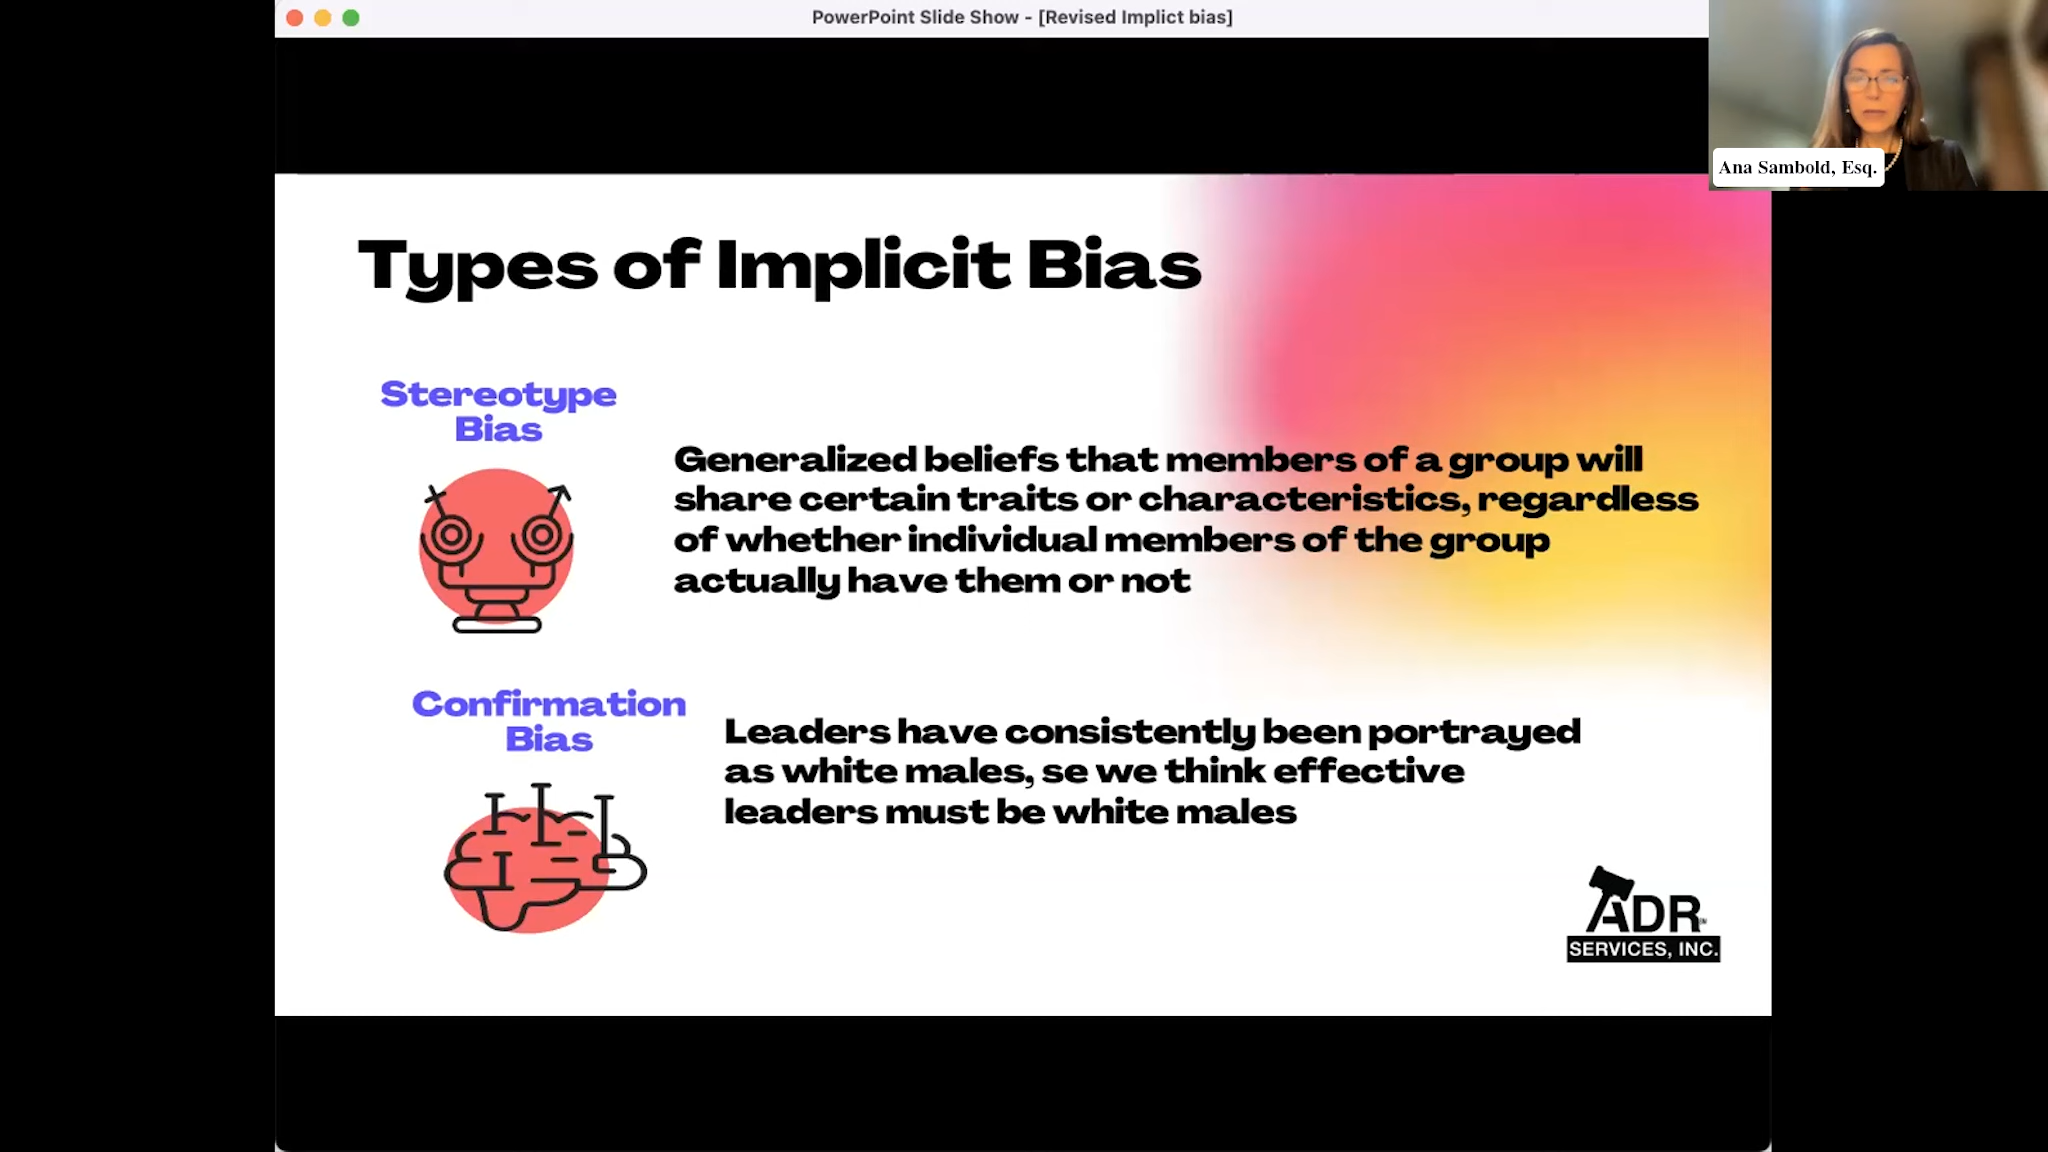 PowerPoint Slide Show - [Revised Implict bias]
Ana Sambold, Esq.
Types of Implicit Bias
Stereotype
Bias
Generalized beliefs that members of a group will
share certain traits or characteristics, regardless
of whether individual members of the group
actually have them or not
Confirmation
Bias
Leaders have consistently been portrayed
as white males, se we think effective
leaders must be white males
ADR
SERVICES, INC.